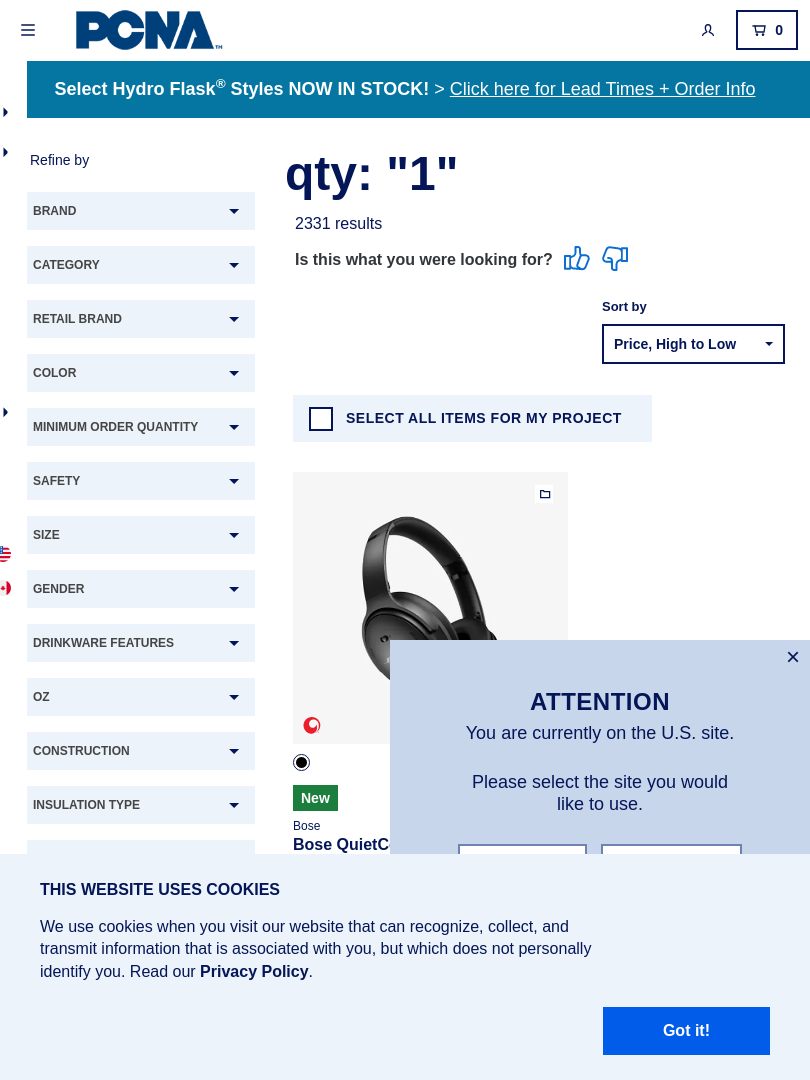 PCNA™
0
Select Hydro Flask® Styles NOW IN STOCK! > Click here for Lead Times + Order Info
Refine by
BRAND
CATEGORY
RETAIL BRAND
COLOR
MINIMUM ORDER QUANTITY
SAFETY
SIZE
GENDER
DRINKWARE FEATURES
OZ
CONSTRUCTION
INSULATION TYPE
qty: "1"
2331 results
Is this what you were looking for?
Sort by
Price, High to Low
SELECT ALL ITEMS FOR MY PROJECT
New
Bose
Bose QuietC
×
ATTENTION
You are currently on the U.S. site.
Please select the site you would
like to use.
THIS WEBSITE USES COOKIES
We use cookies when you visit our website that can recognize, collect, and
transmit information that is associated with you, but which does not personally
identify you. Read our Privacy Policy.
Got it!